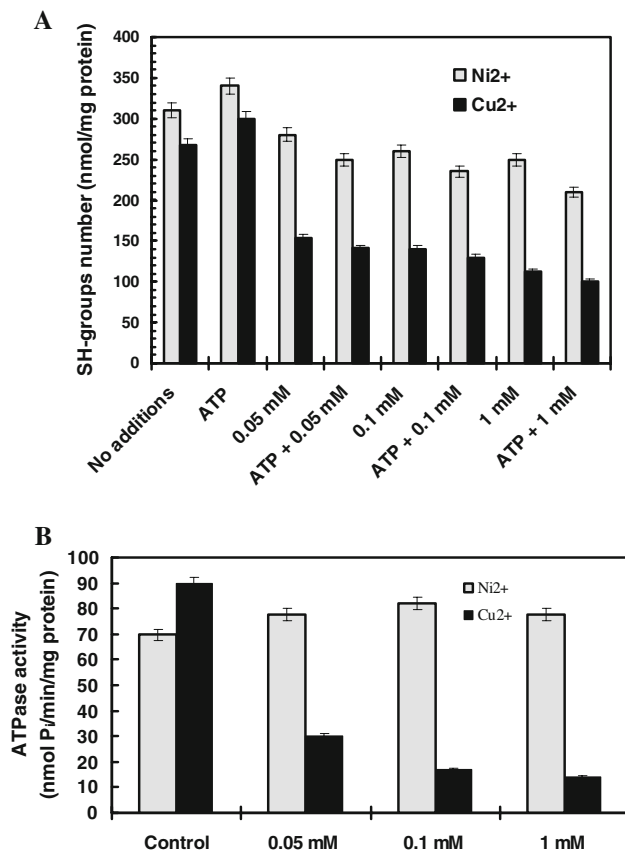 A
SH-groups number (nmol/mg protein)
400
350
300
250
200
150
100
50
0
Ni2+
Cu2+
No additions
ATP
0.05 mM
ATP + 0.05 mM
0.1 mM
ATP + 0.1 mM
1 mM
ATP + 1 mM
B
ATPase activity
(nmol Pi/min/mg protein)
100
90
80
70
60
50
40
30
20
10
0
Ni2+
Cu2+
Control
0.05 mM
0.1 mM
1 mM